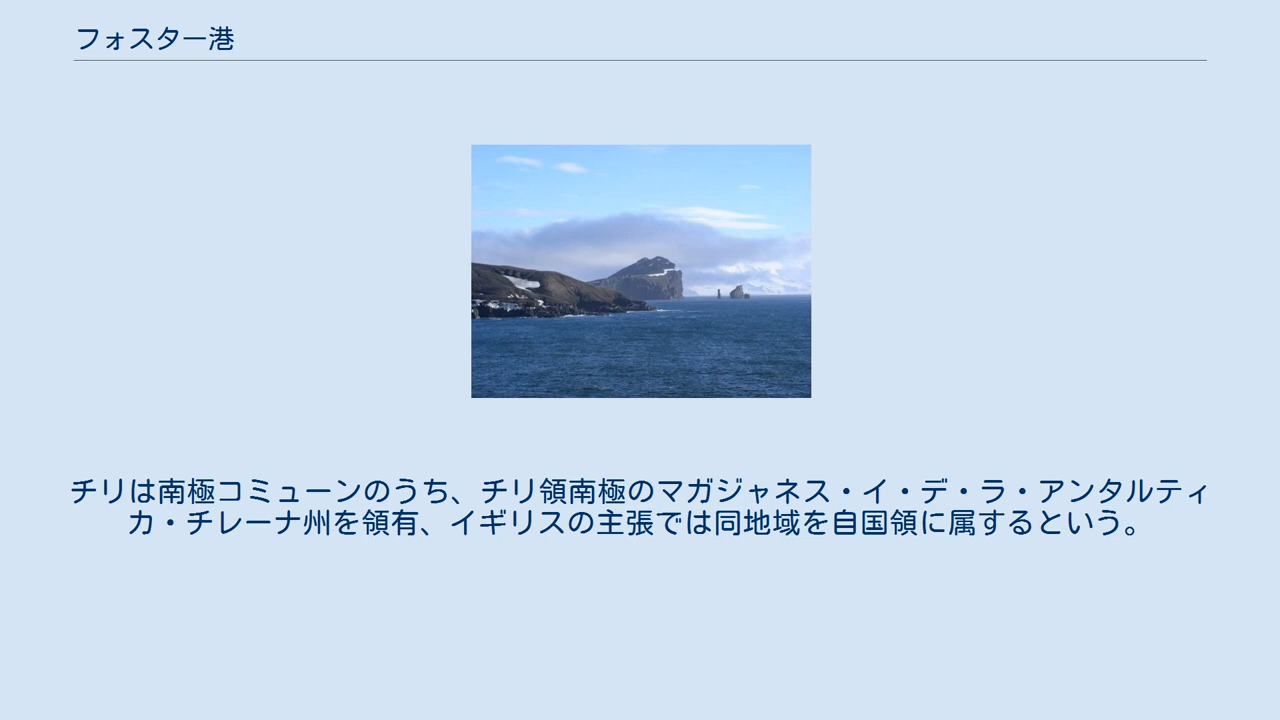 フォスター港
チリは南極コミューンのうち、チリ領南極のマガジャネス・イ・デ・ラ・アンタルティ
カ・チレーナ州を領有、イギリスの主張では同地域を自国領に属するという。